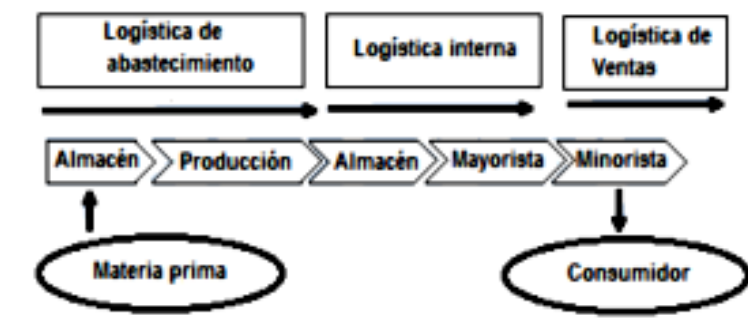 Logística de
abastecimiento
Logística interna
Logística de
Ventas
Almacén
Producción
Almacén
Mayorista
Minorista
Materia prima
Consumidor